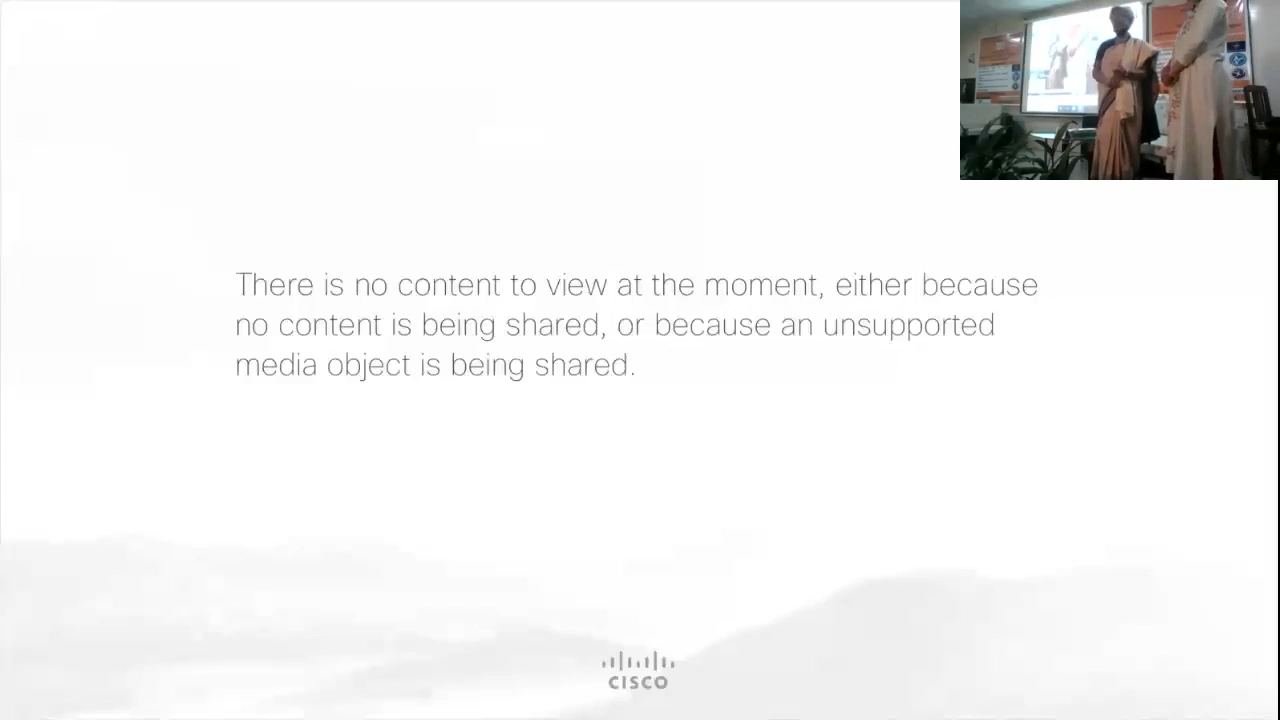 There is no content to view at the moment, either because
no content is being shared, or because an unsupported
media object is being shared.
CISCO